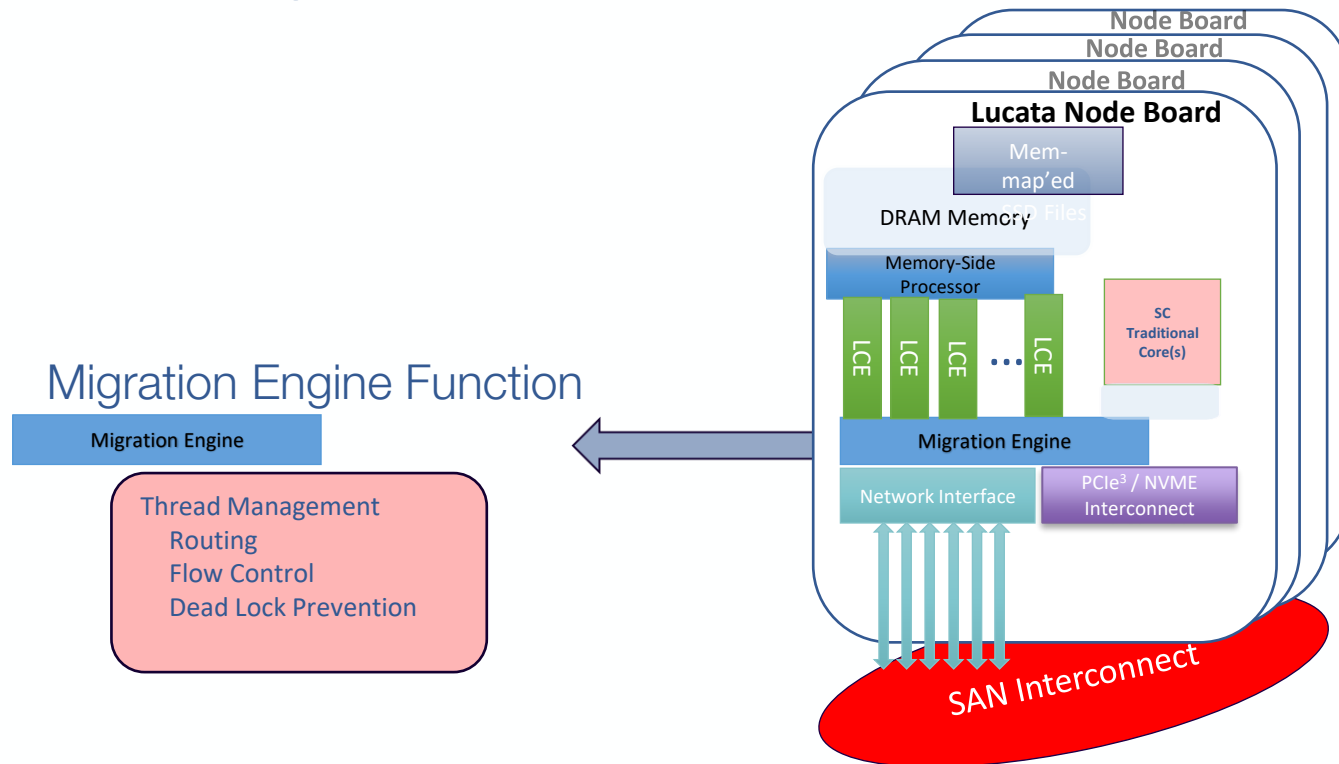 Node Board
Node Board
Node Board
Lucata Node Board
Mem-
map'ed
SSD Files
DRAM Memory
Memory-Side
Processor
LCE
LCE
LCE
...
LCE
SC
Traditional
Core(s)
Migration Engine Function
Migration Engine
Migration Engine
Thread Management
Routing
Flow Control
Dead Lock Prevention
Network Interface
PCIe³ / NVME
Interconnect
SAN Interconnect